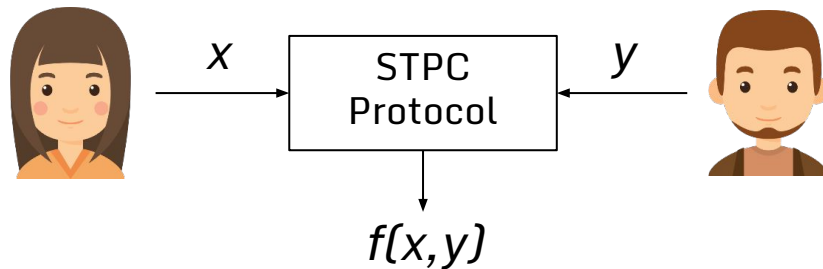 x
STPC
Protocol
y
f(x,y)